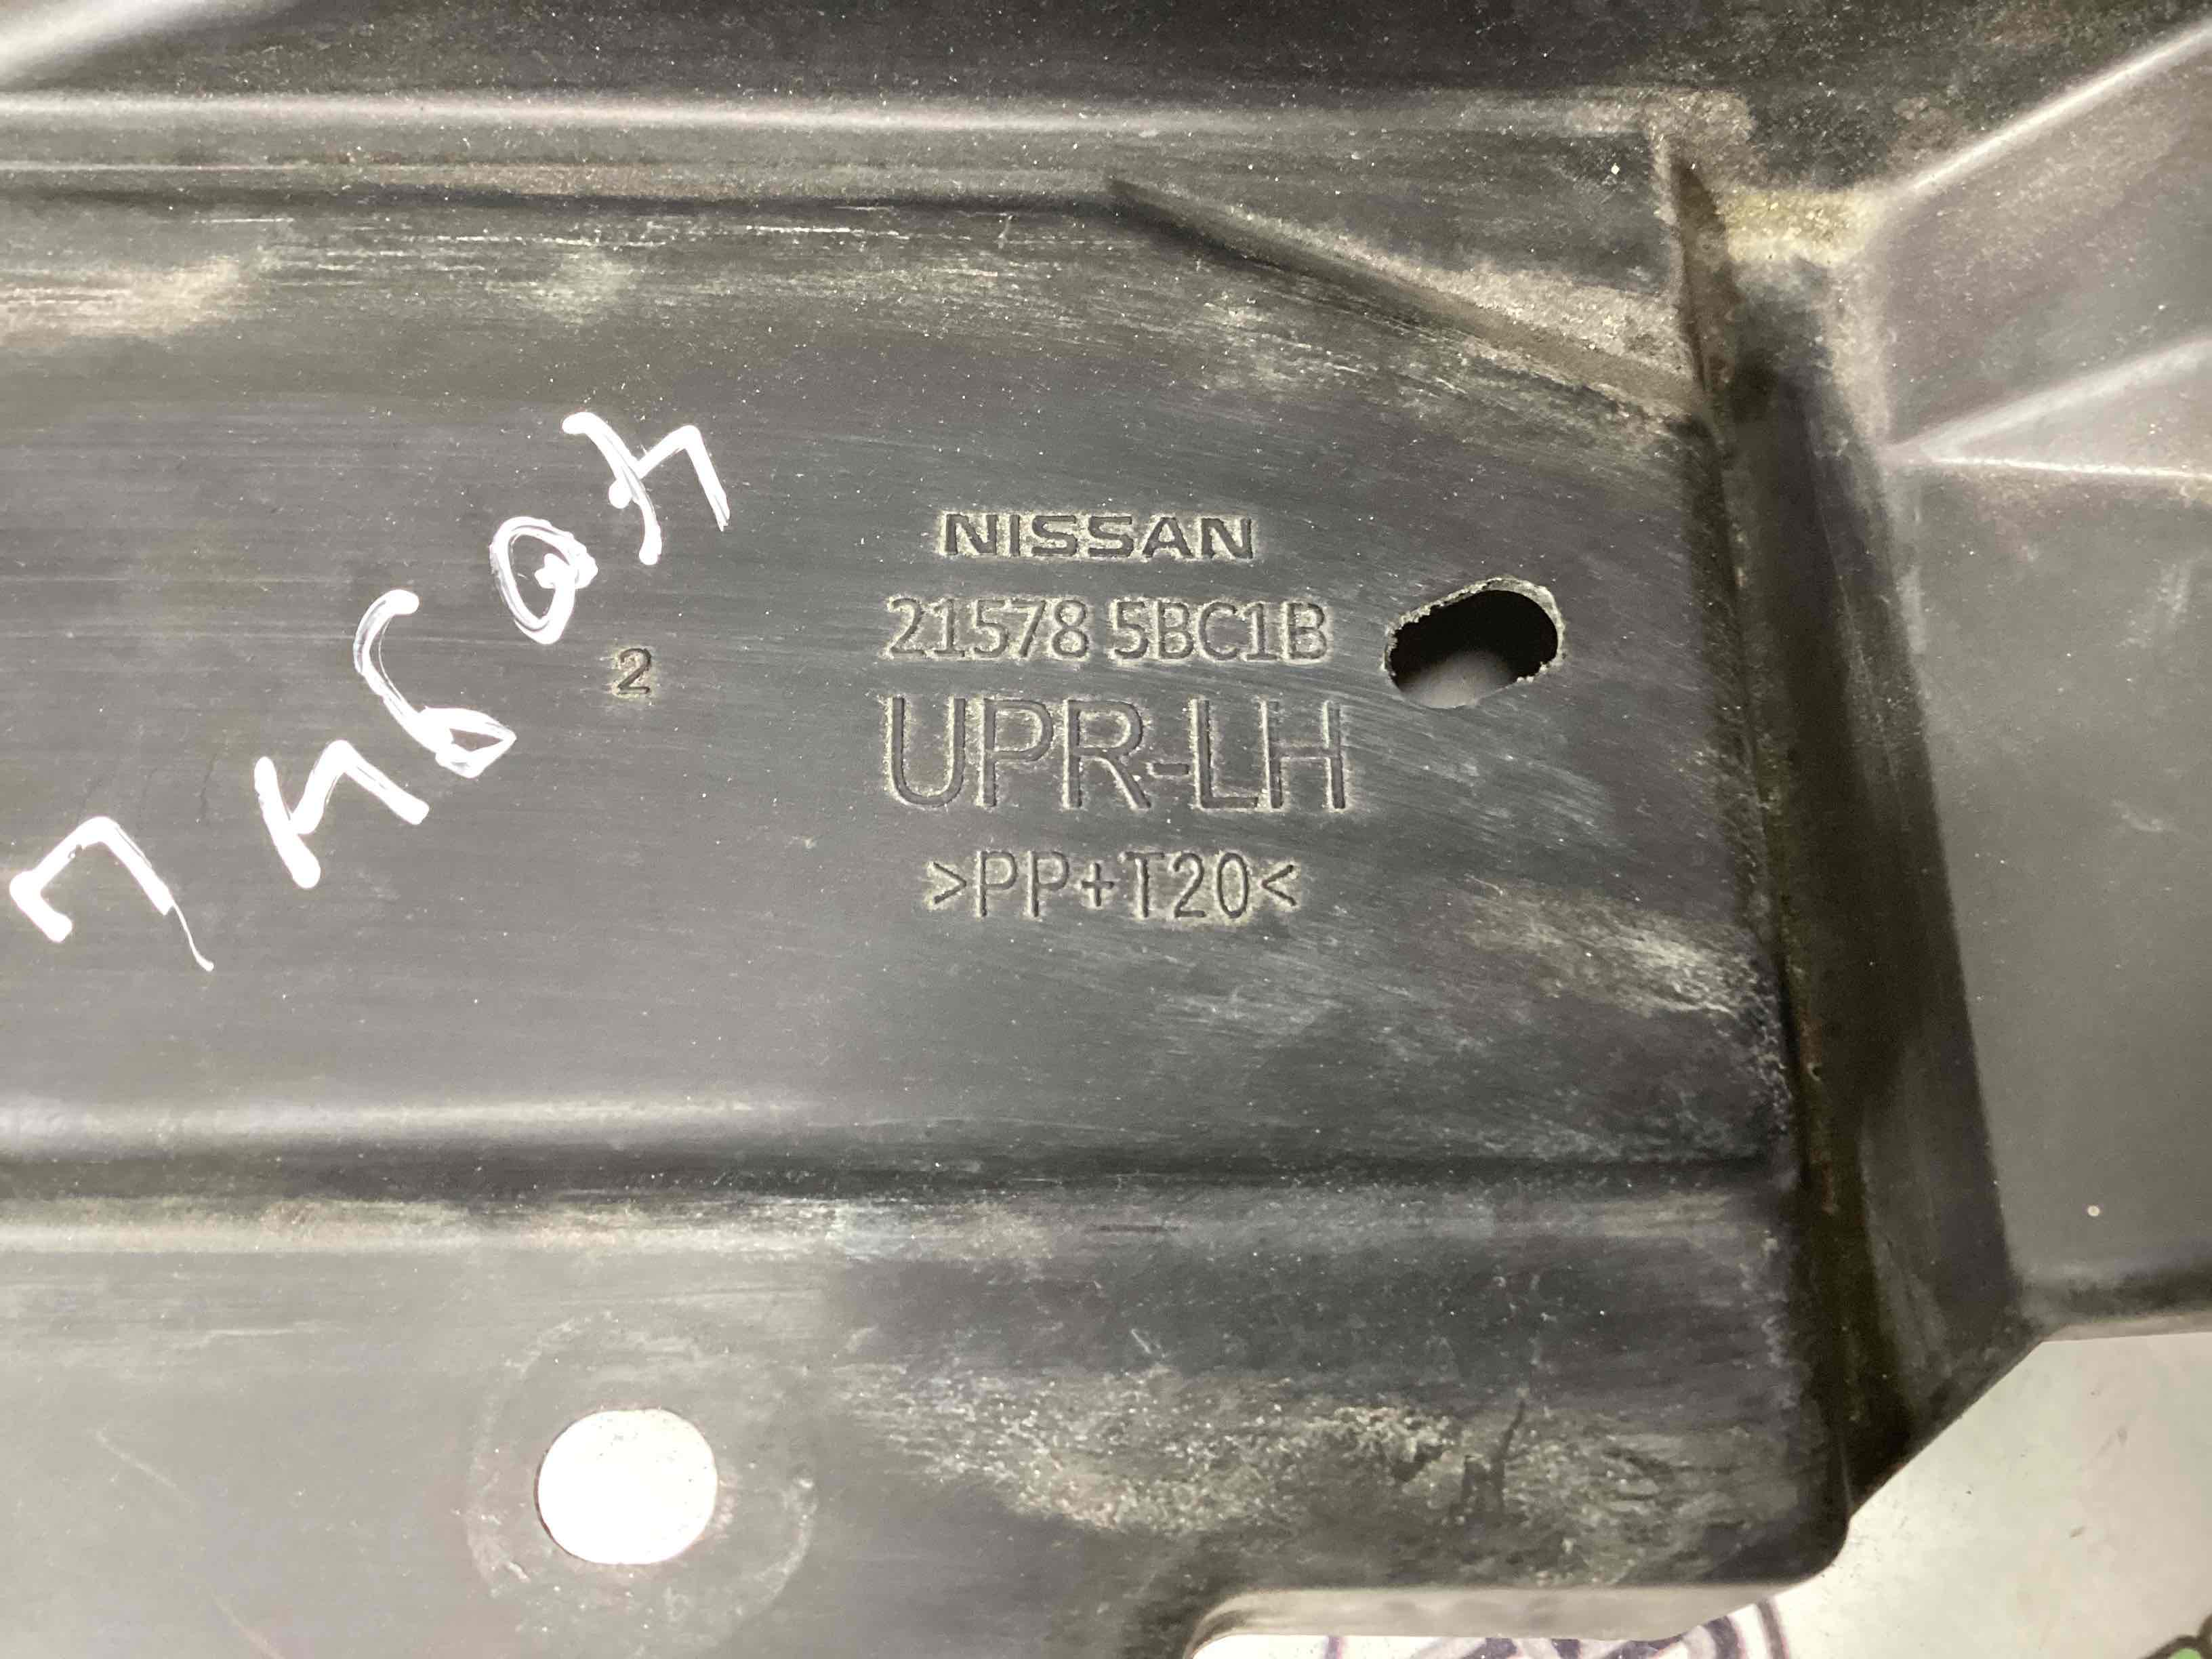 NISSAN
21578 5BC1B
2
UPR-LH
>PP+T20<